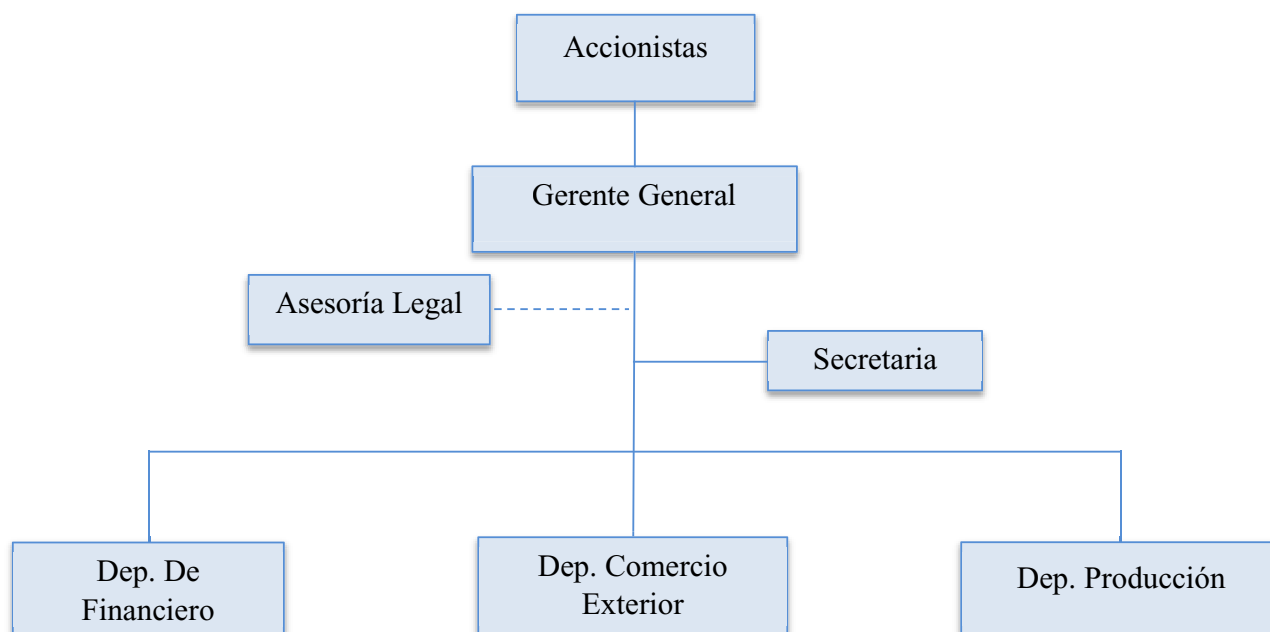 Accionistas
Gerente General
Asesoría Legal
Secretaria
Dep. De
Financiero
Dep. Comercio
Exterior
Dep. Producción